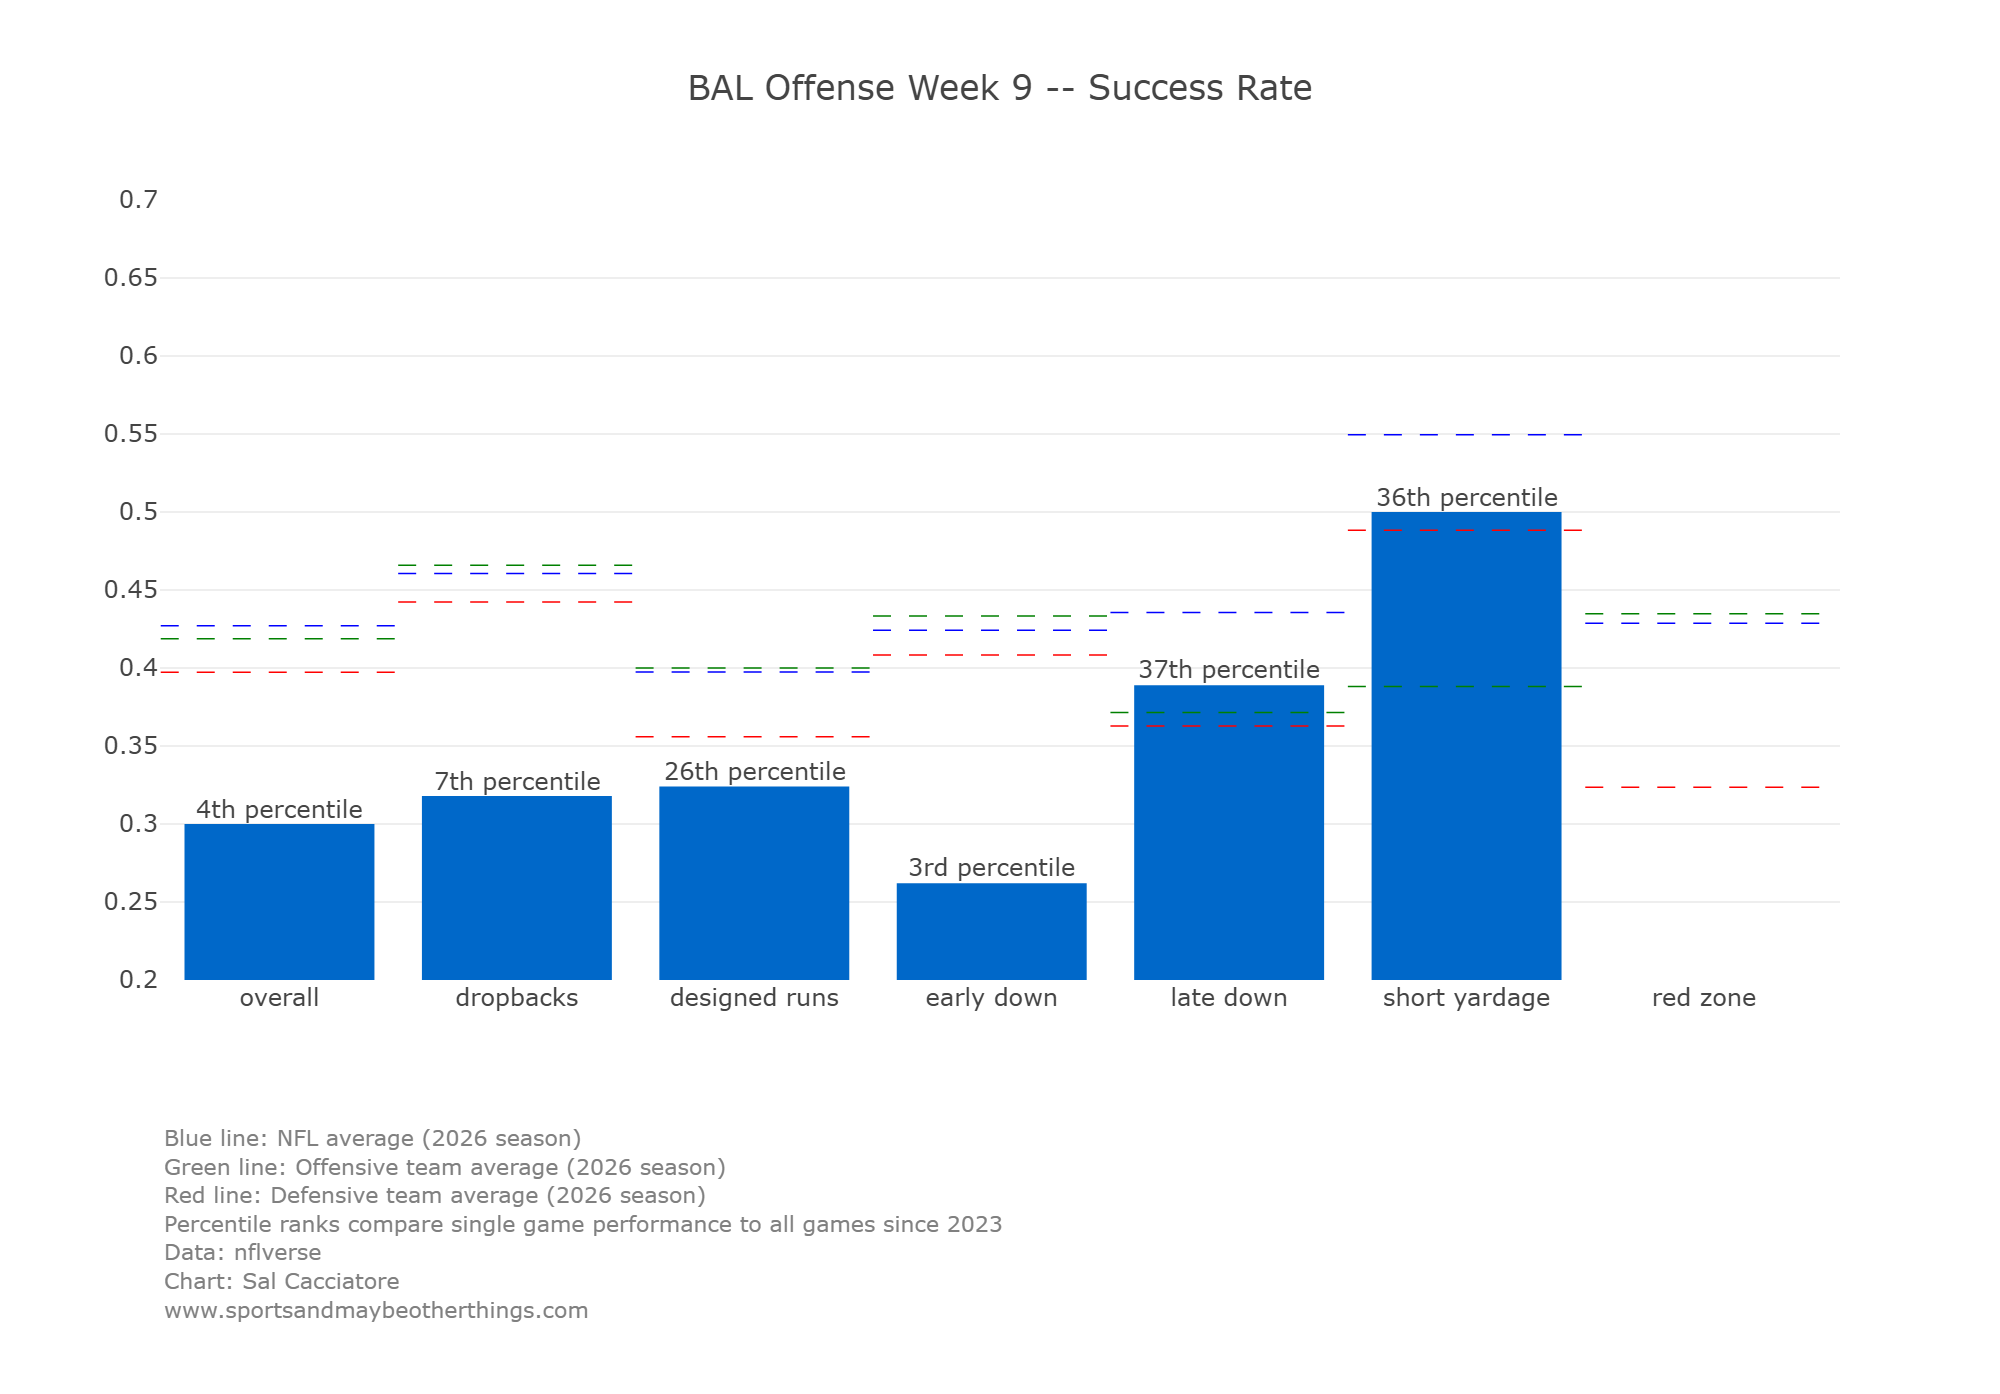 BAL Offense Week 9 -- Success Rate
0.7
0.65
0.6
0.55
0.5
0.45
0.4
0.35
0.3
0.25
0.2
36th percentile
37th percentile
26th percentile
7th percentile
4th percentile
3rd percentile
overall dropbacks designed runs early down late down short yardage red zone
Blue line: NFL average (2026 season)
Green line: Offensive team average (2026 season)
Red line: Defensive team average (2026 season)
Percentile ranks compare single game performance to all games since 2023
Data: nflverse
Chart: Sal Cacciatore
www.sportsandmaybeotherthings.com